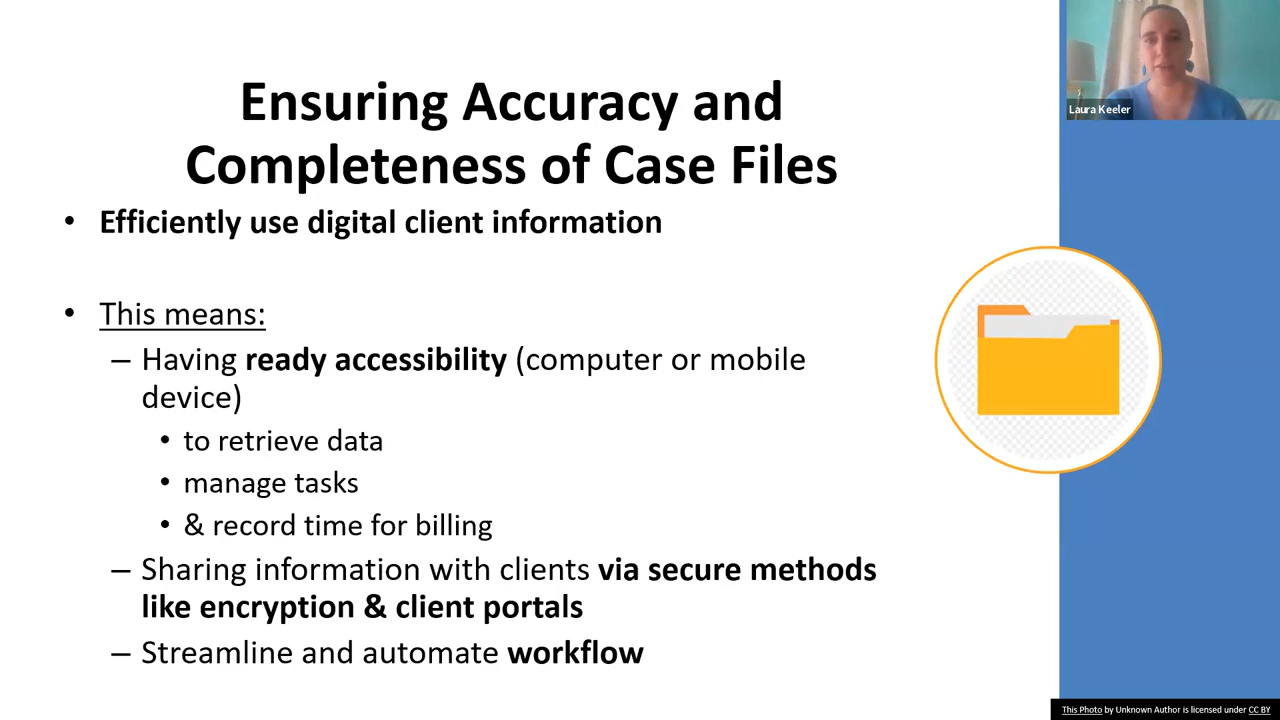 Ensuring Accuracy and
Completeness of Case Files
• Efficiently use digital client information
• This means:
– Having ready accessibility (computer or mobile
device)
• to retrieve data
• manage tasks
• & record time for billing
– Sharing information with clients via secure methods
like encryption & client portals
– Streamline and automate workflow
Laura Keeler
This Photo by Unknown Author is licensed under CC BY